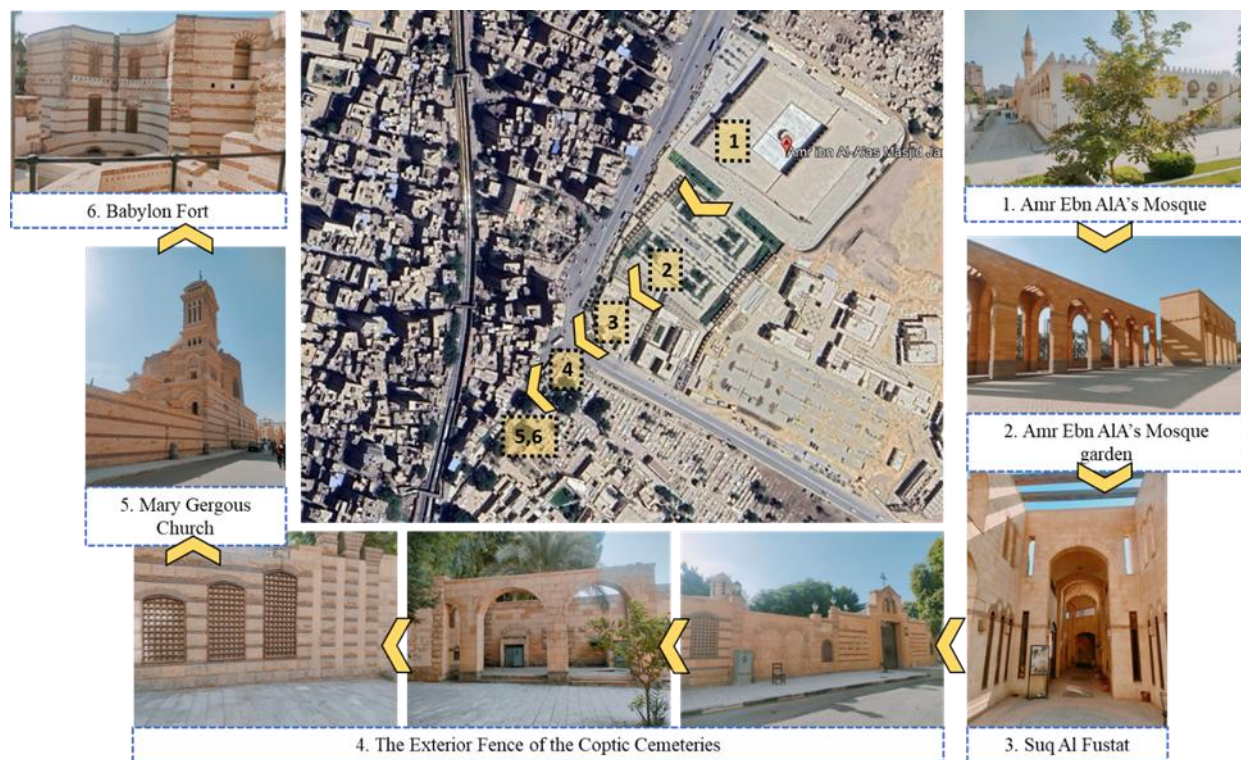 6. Babylon Fort
1
Amr ibn Al-A'as Masjid Jam
2
3
4
5,6
1. Amr Ebn AlA's Mosque
2. Amr Ebn AlA's Mosque
garden
5. Mary Gergous
Church
4. The Exterior Fence of the Coptic Cemeteries
3. Suq Al Fustat